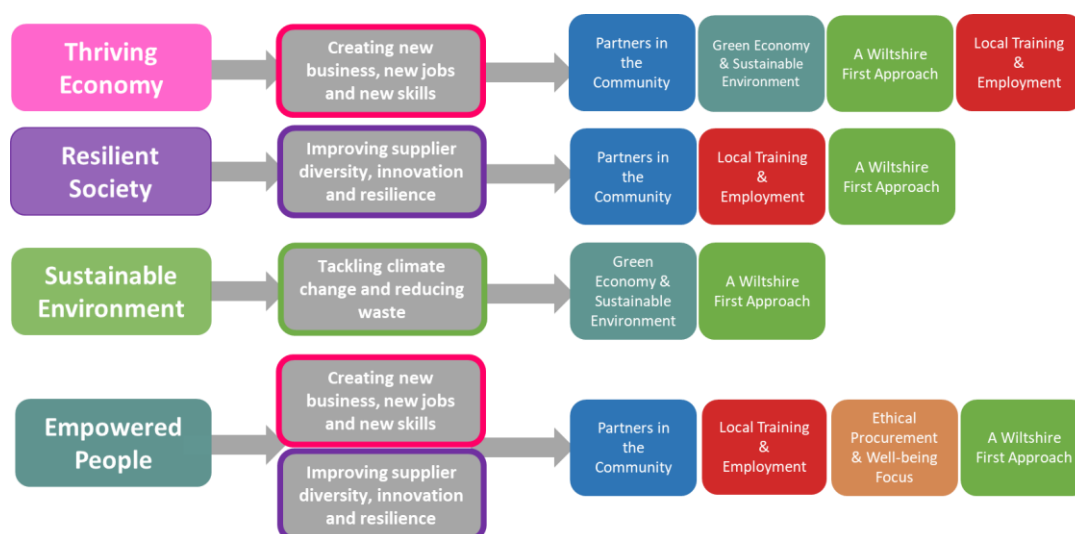 Thriving
Economy
Creating new
business, new jobs
and new skills
Partners in
the
Community
Green Economy
& Sustainable
Environment
A Wiltshire
First Approach
Local Training
&
Employment
Resilient
Society
Improving supplier
diversity, innovation
and resilience
Partners in
the
Community
Local Training
&
Employment
A Wiltshire
First Approach
Sustainable
Environment
Tackling climate
change and reducing
waste
Green
Economy &
Sustainable
Environment
A Wiltshire
First Approach
Empowered
People
Creating new
business, new jobs
and new skills
Improving supplier
diversity, innovation
and resilience
Partners in
the
Community
Local Training
&
Employment
Ethical
Procurement
& Well-being
Focus
A Wiltshire
First Approach